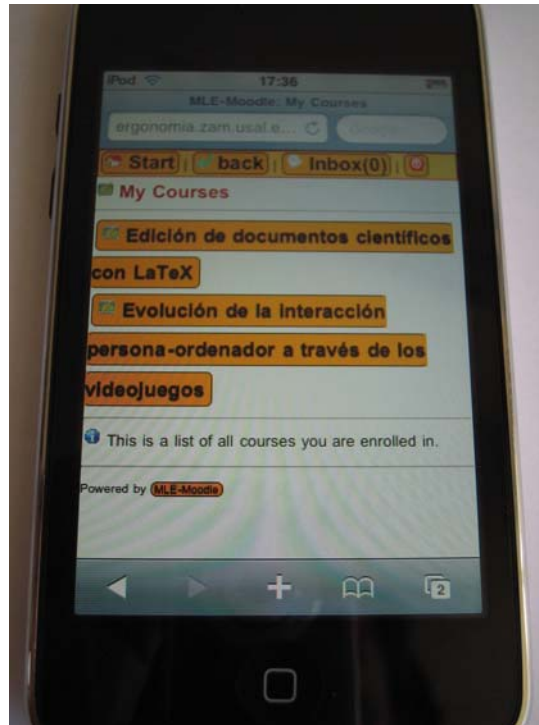 iPod 17:36
MLE-Moodle: My Courses
ergonomia.zam.usal.e...
Start | back | Inbox(0) |
My Courses
Edición de documentos científicos
con LaTeX
Evolución de la Interacción
persona-ordenador a través de los
videojuegos
This is a list of all courses you are enrolled in.
Powered by MLE-Moodle
2